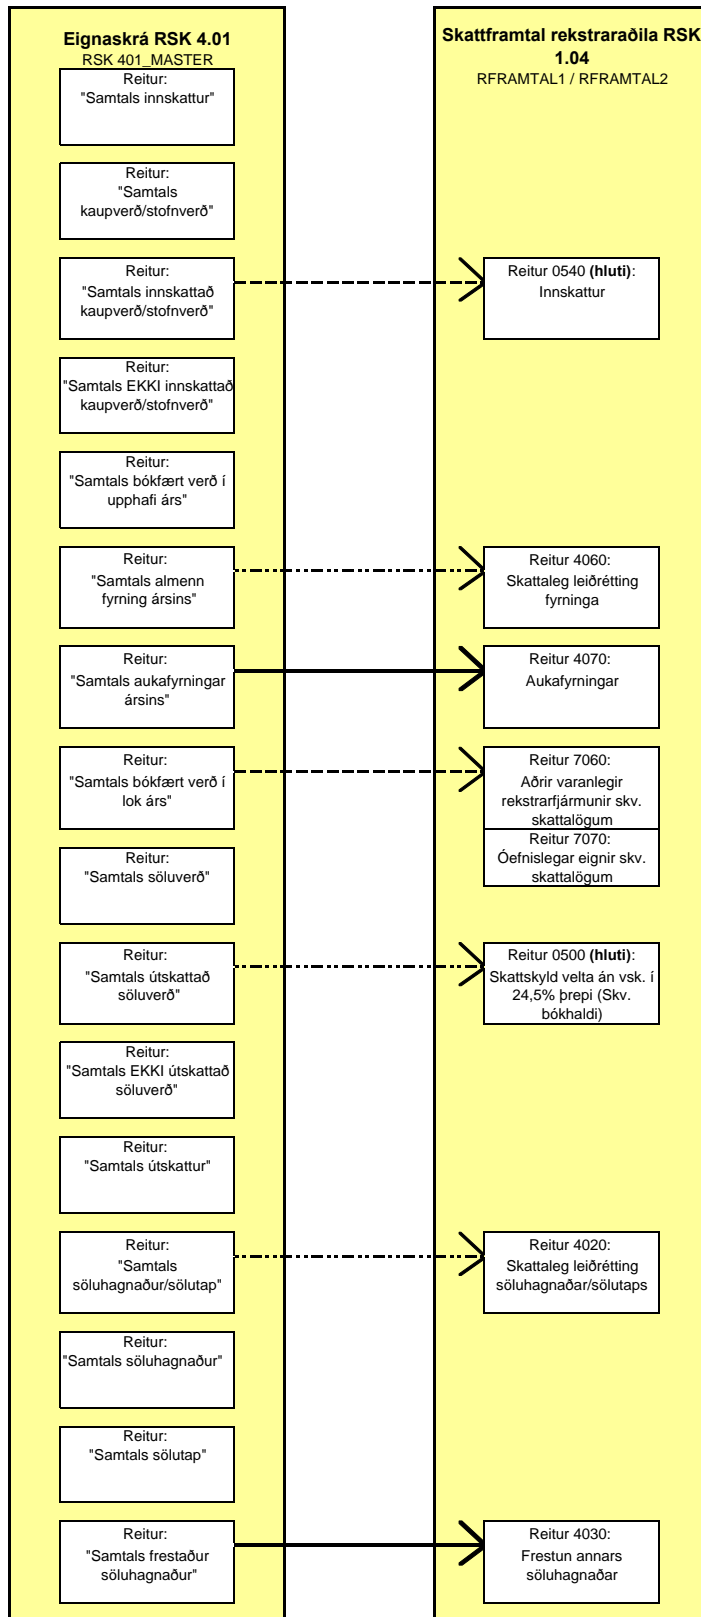 Eignaskrá RSK 4.01
RSK 401_MASTER
Reitur:
"Samtals innskattur"
Reitur:
"Samtals
kaupverð/stofnverð"
Reitur:
"Samtals innskattað
kaupverð/stofnverð"
Reitur:
"Samtals EKKI innskattað
kaupverð/stofnverð"
Reitur:
"Samtals bókfært verð í
upphafi árs"
Reitur:
"Samtals almenn
fyrning ársins"
Reitur:
"Samtals aukafyrningar
ársins"
Reitur:
"Samtals bókfært verð í
lok árs"
Reitur:
"Samtals söluverð"
Reitur:
"Samtals útskattað
söluverð"
Reitur:
"Samtals EKKI útskattað
söluverð"
Reitur:
"Samtals útskattur"
Reitur:
"Samtals
söluhagnaður/sölutap"
Reitur:
"Samtals söluhagnaður"
Reitur:
"Samtals sölutap"
Reitur:
"Samtals frestaður
söluhagnaður"
Skattframtal rekstraraðila RSK
1.04
RFRAMTAL1 / RFRAMTAL2
Reitur 0540 (hluti):
Innskattur
Reitur 4060:
Skattaleg leiðrétting
fyrninga
Reitur 4070:
Aukafyrningar
Reitur 7060:
Aðrir varanlegir
rekstrarfjármunir skv.
skattalögum
Reitur 7070:
Óefnislegar eignir skv.
skattalögum
Reitur 0500 (hluti):
Skattskyld velta án vsk. í
24,5% þrepi (Skv.
bókhaldi)
Reitur 4020:
Skattaleg leiðrétting
söluhagnaðar/sölutaps
Reitur 4030:
Frestun annars
söluhagnaðar